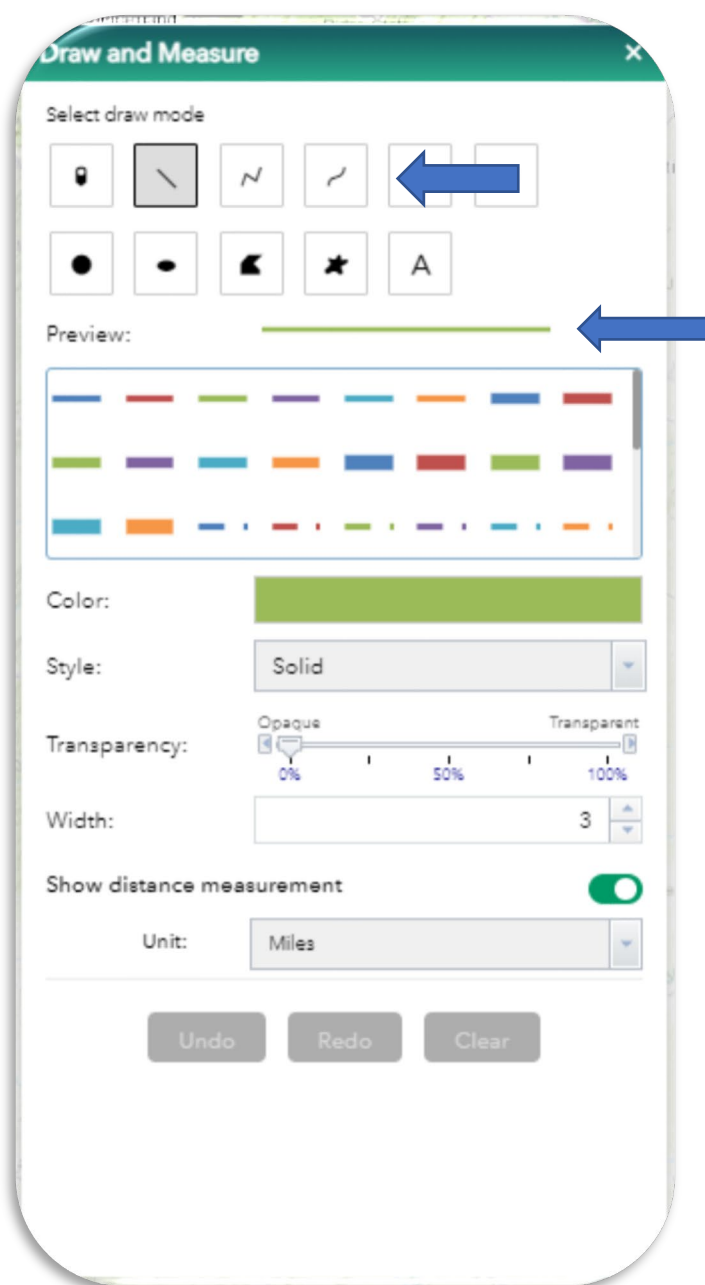 Draw and Measure
Select draw mode
A
Preview:
Color:
Style: Solid
Opaque Transparent
Transparency:
0% 50% 100%
Width: 3
Show distance measurement
Unit: Miles
Undo Redo Clear